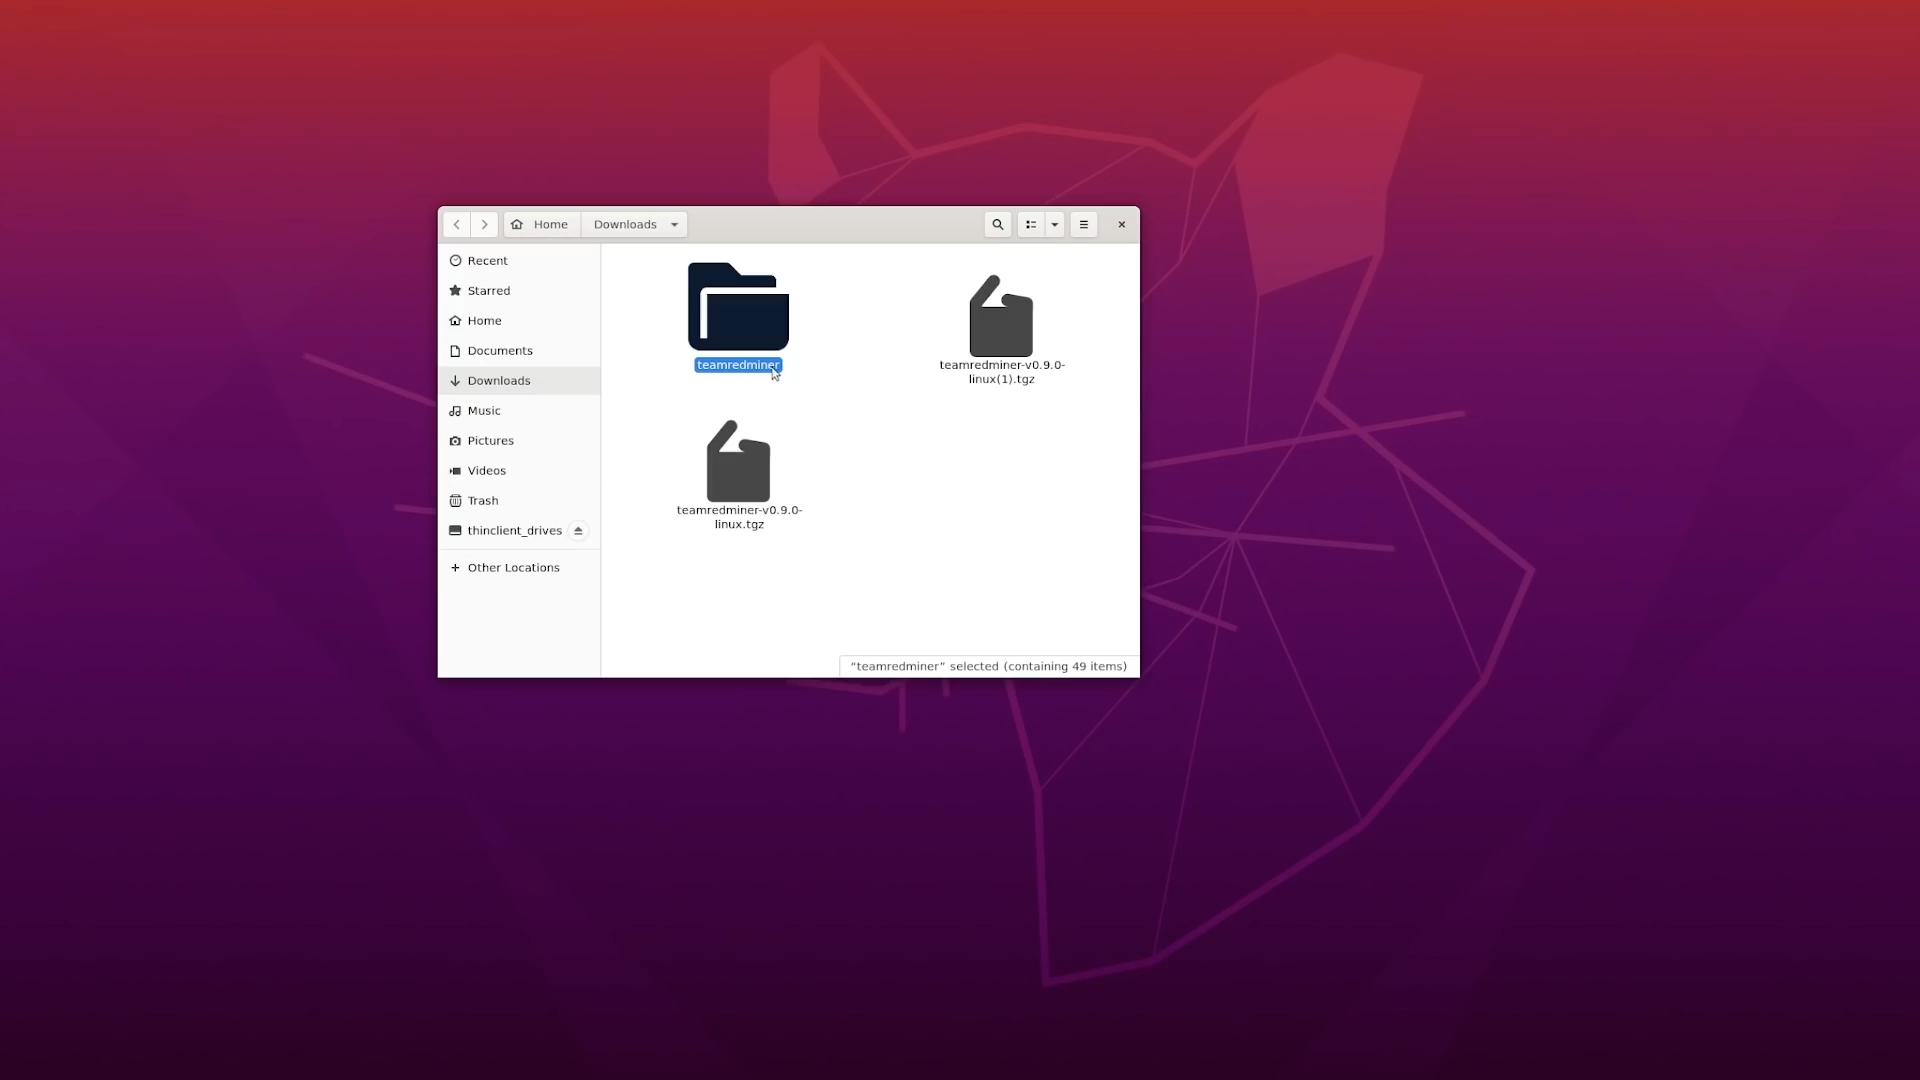 Home
Downloads
Recent
Starred
Home
Documents
Downloads
Music
Pictures
Videos
Trash
thinclient_drives
Other Locations
teamredminer
teamredminer-v0.9.0-
linux(1).tgz
teamredminer-v0.9.0-
linux.tgz
“teamredminer” selected (containing 49 items)